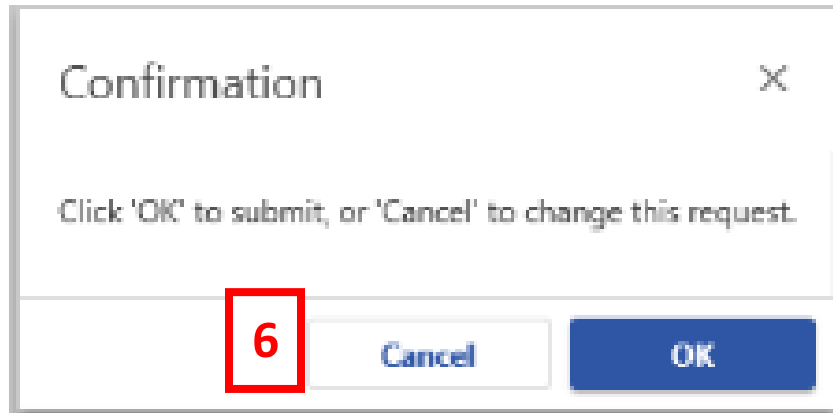 Confirmation
Click 'OK' to submit, or 'Cancel' to change this request.
6 Cancel OK